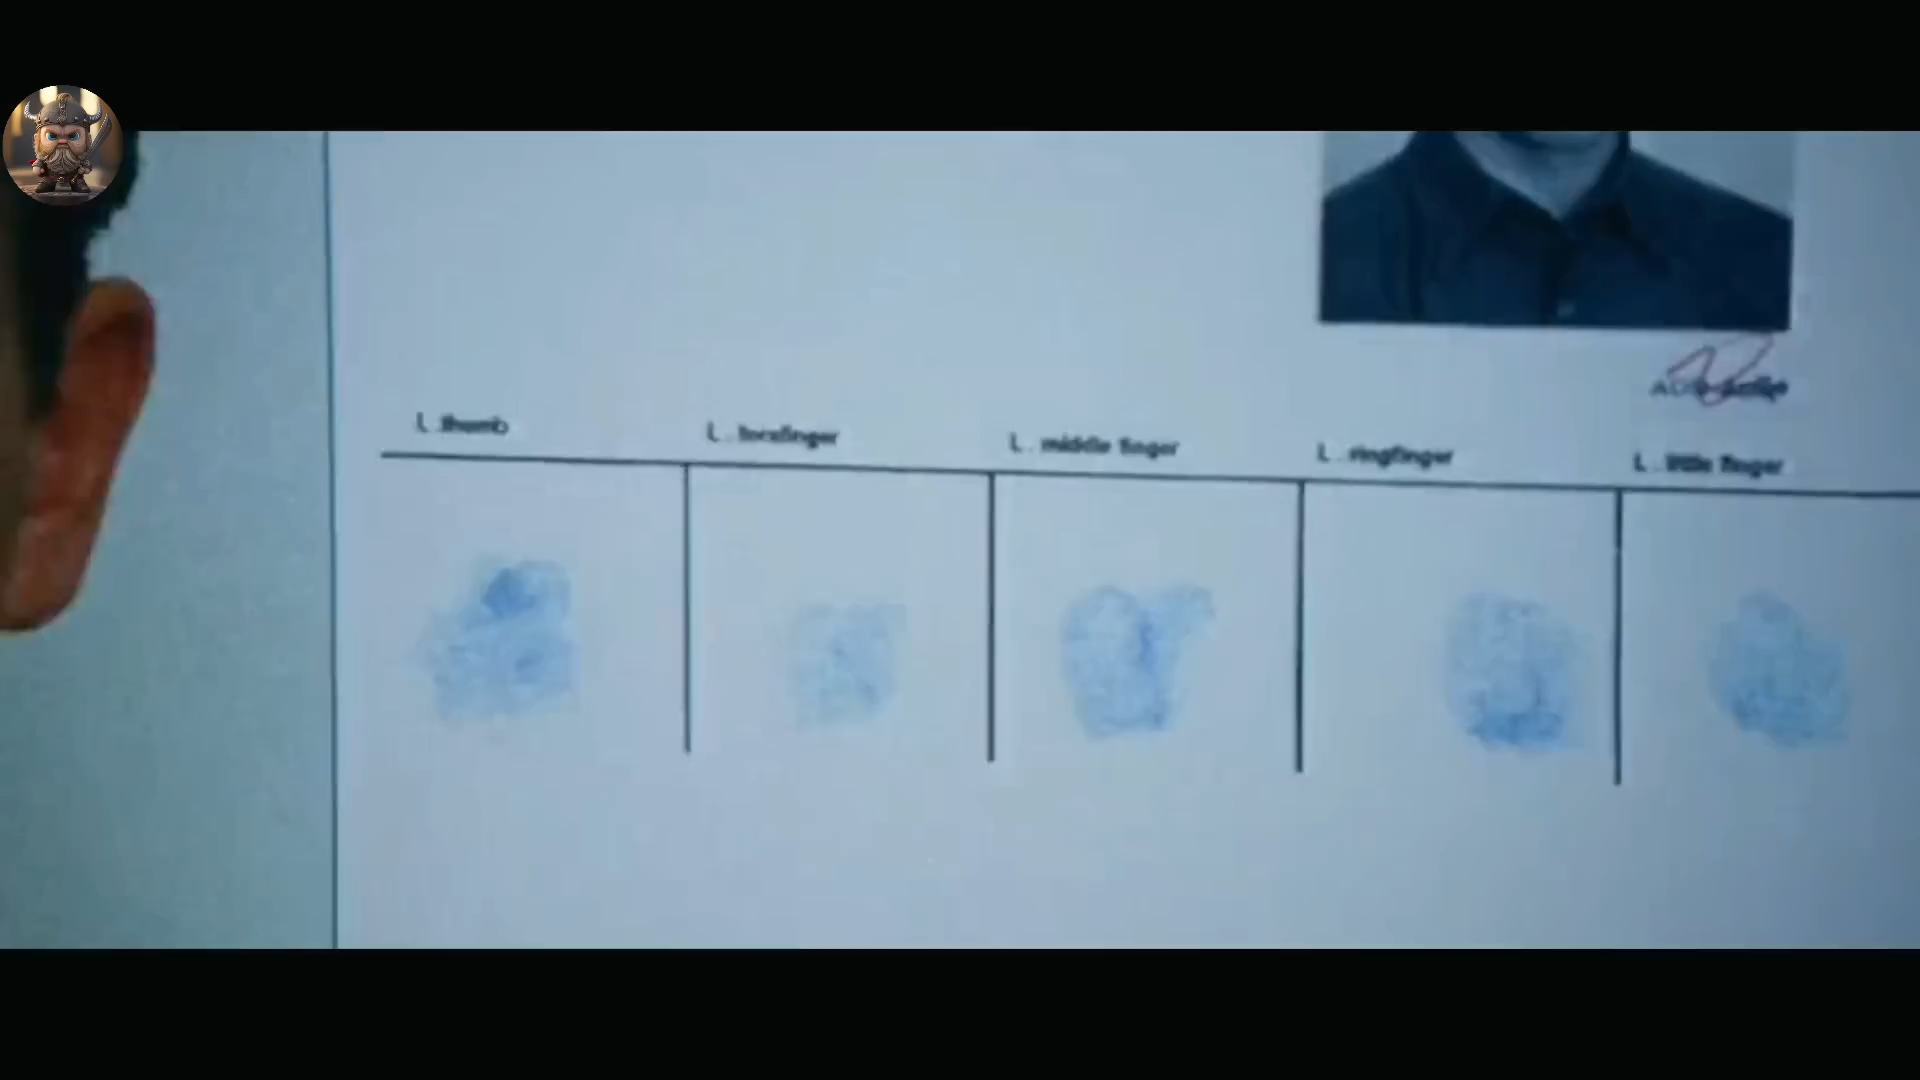 L. thumb
L. forefinger
L. middle finger
L. ringfinger
L. little finger